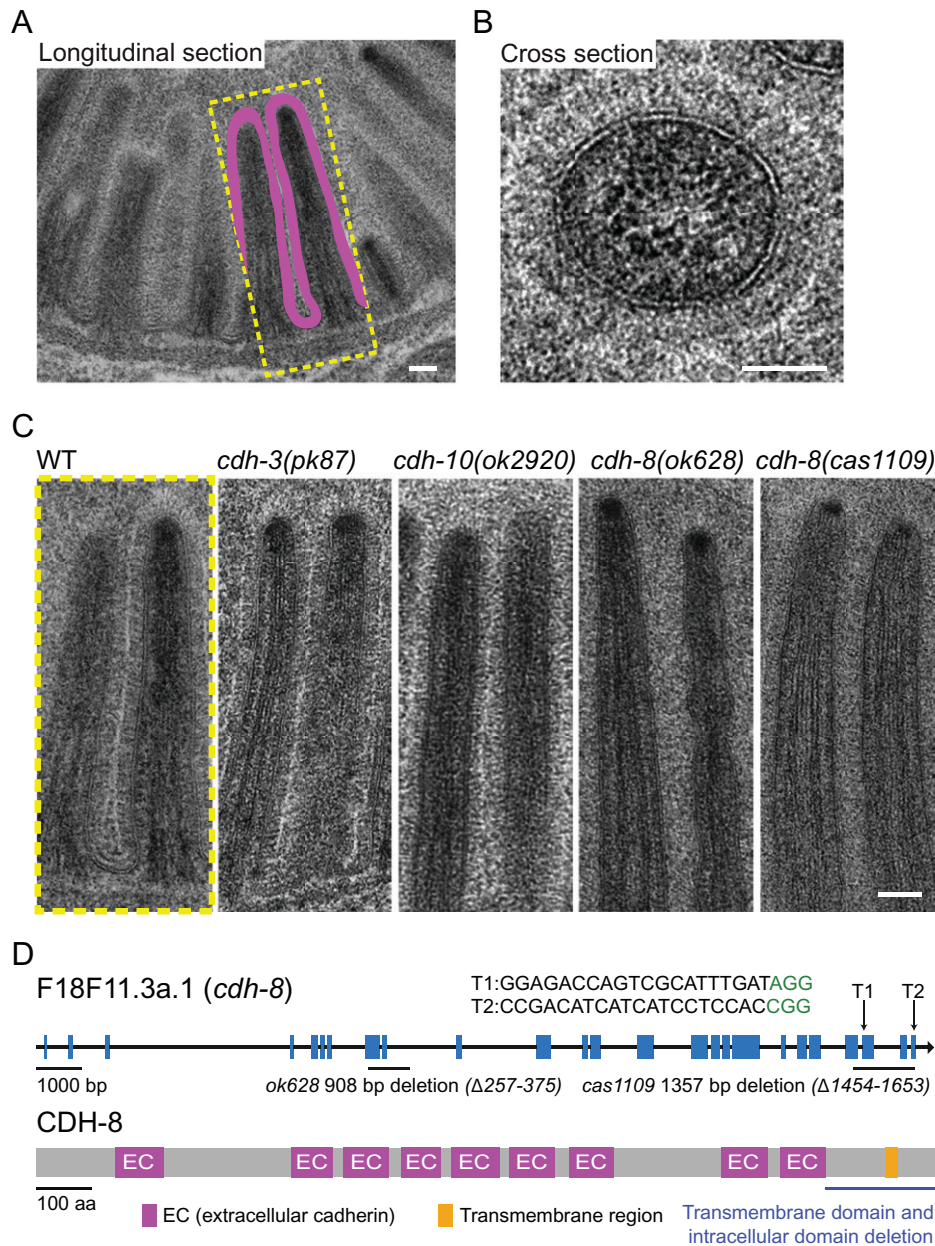 A
Longitudinal section
B
Cross section
C
WT
cdh-3(pk87)
cdh-10(ok2920)
cdh-8(ok628)
cdh-8(cas1109)
D
F18F11.3a.1 (cdh-8)
T1:GGAGACCAGTCGCATTTGATAGG
T2:CCGACATCATCATCCTCCACCGG
T1
T2
1000 bp
ok628 908 bp deletion (Δ257-375)
cas1109 1357 bp deletion (Δ1454-1653)
CDH-8
EC
EC
EC
EC
EC
EC
EC
EC
EC
100 aa
EC (extracellular cadherin)
Transmembrane region
Transmembrane domain and
intracellular domain deletion